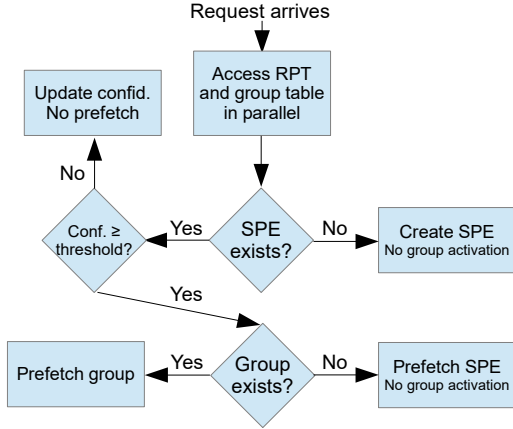 Request arrives
Access RPT
and group table
in parallel
Update confid.
No prefetch
No
Conf. ≥
threshold?
Yes
SPE
exists?
No
Create SPE
No group activation
Yes
Prefetch group
Yes
Group
exists?
No
Prefetch SPE
No group activation